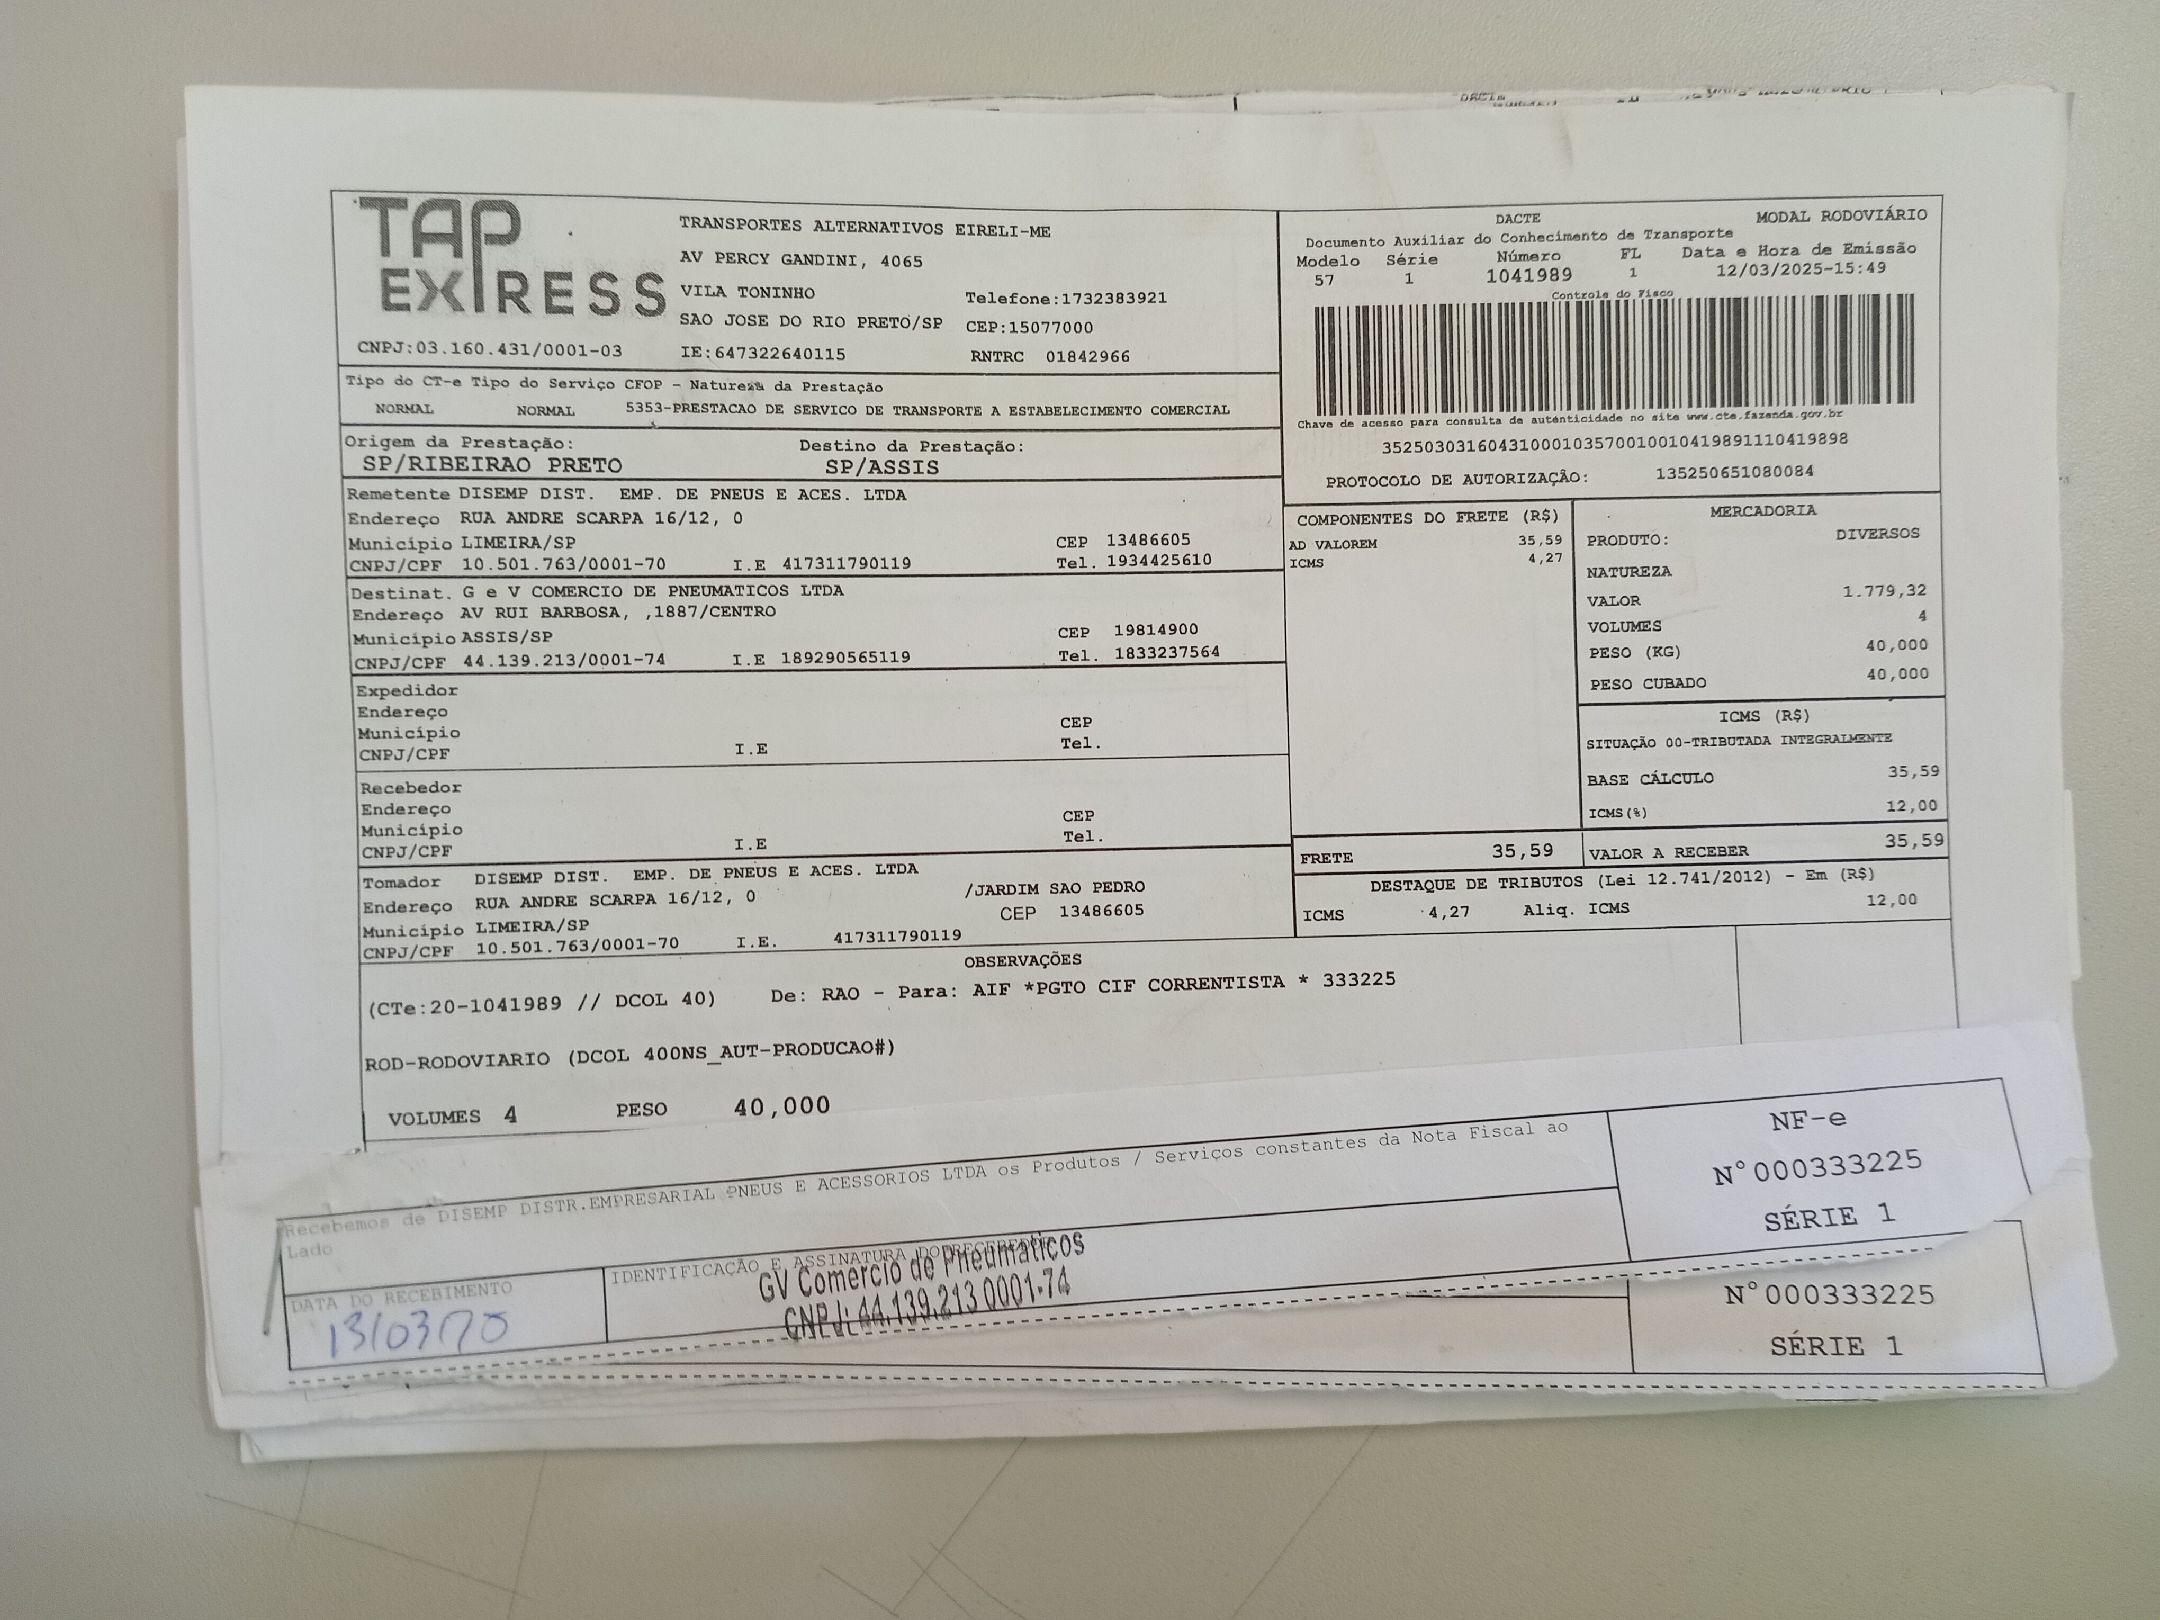 TAP
EXPRESS
TRANSPORTES ALTERNATIVOS EIRELI-ME
AV PERCY GANDINI, 4065
VILA TONINHO Telefone:1732383921
SAO JOSE DO RIO PRETO/SP CEP:15077000
CNPJ:03.160.431/0001-03 IE:647322640115 RNTRC 01842966
DACTE MODAL RODOVIÁRIO
Documento Auxiliar do Conhecimento de Transporte
Modelo Série Número FL Data e Hora de Emissão
57 1 1041989 1 12/03/2025-15:49
Controle do Fisco
Chave de acesso para consulta de autenticidade no site www.cte.fazenda.gov.br
35250303160431000103570010010419891110419898
PROTOCOLO DE AUTORIZAÇÃO: 135250651080084
Tipo do CT-e Tipo do Serviço CFOP - Natureza da Prestação
NORMAL NORMAL 5353-PRESTACAO DE SERVICO DE TRANSPORTE A ESTABELECIMENTO COMERCIAL
Origem da Prestação: Destino da Prestação:
SP/RIBEIRAO PRETO SP/ASSIS
Remetente DISEMP DIST. EMP. DE PNEUS E ACES. LTDA
Endereço RUA ANDRE SCARPA 16/12, 0
Município LIMEIRA/SP CEP 13486605
CNPJ/CPF 10.501.763/0001-70 I.E 417311790119 Tel. 1934425610
Destinat. G e V COMERCIO DE PNEUMATICOS LTDA
Endereço AV RUI BARBOSA, ,1887/CENTRO
Município ASSIS/SP CEP 19814900
CNPJ/CPF 44.139.213/0001-74 I.E 189290565119 Tel. 1833237564
Expedidor
Endereço
Município CEP
CNPJ/CPF I.E Tel.
Recebedor
Endereço
Município CEP
CNPJ/CPF I.E Tel.
Tomador DISEMP DIST. EMP. DE PNEUS E ACES. LTDA
Endereço RUA ANDRE SCARPA 16/12, 0 /JARDIM SAO PEDRO
Município LIMEIRA/SP CEP 13486605
CNPJ/CPF 10.501.763/0001-70 I.E. 417311790119
COMPONENTES DO FRETE (R$)
AD VALOREM 35,59
ICMS 4,27
MERCADORIA
PRODUTO: DIVERSOS
NATUREZA
VALOR 1.779,32
VOLUMES 4
PESO (KG) 40,000
PESO CUBADO 40,000
ICMS (R$)
SITUAÇÃO 00-TRIBUTADA INTEGRALMENTE
BASE CÁLCULO 35,59
ICMS(%) 12,00
FRETE 35,59 VALOR A RECEBER 35,59
DESTAQUE DE TRIBUTOS (Lei 12.741/2012) - Em (R$)
ICMS 4,27 Aliq. ICMS 12,00
OBSERVAÇÕES
(CTe:20-1041989 // DCOL 40) De: RAO - Para: AIF *PGTO CIF CORRENTISTA * 333225
ROD-RODOVIARIO (DCOL 400NS_AUT-PRODUCAO#)
VOLUMES 4 PESO 40,000
Recebemos de DISEMP DISTR.EMPRESARIAL PNEUS E ACESSORIOS LTDA os Produtos / Serviços constantes da Nota Fiscal ao
Lado
NF-e
N°000333225
SÉRIE 1
DATA DO RECEBIMENTO
13/03/
IDENTIFICAÇÃO E ASSINATURA DO
GV Comercio de Pneumaticos
CNPJ: 44.139.213 0001-74
N°000333225
SÉRIE 1